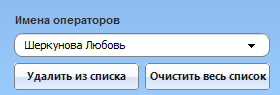 Имена операторов
Шеркунова Любовь
Удалить из списка
Очистить весь список